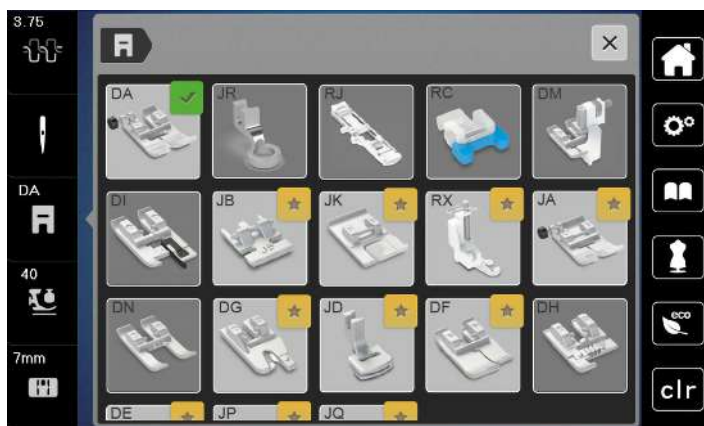 3.75
DA
40
7mm
DA JR RJ RC DM
DI JB JK RX JA
DN DG JD DF DH
DE JP JQ
eco
clr